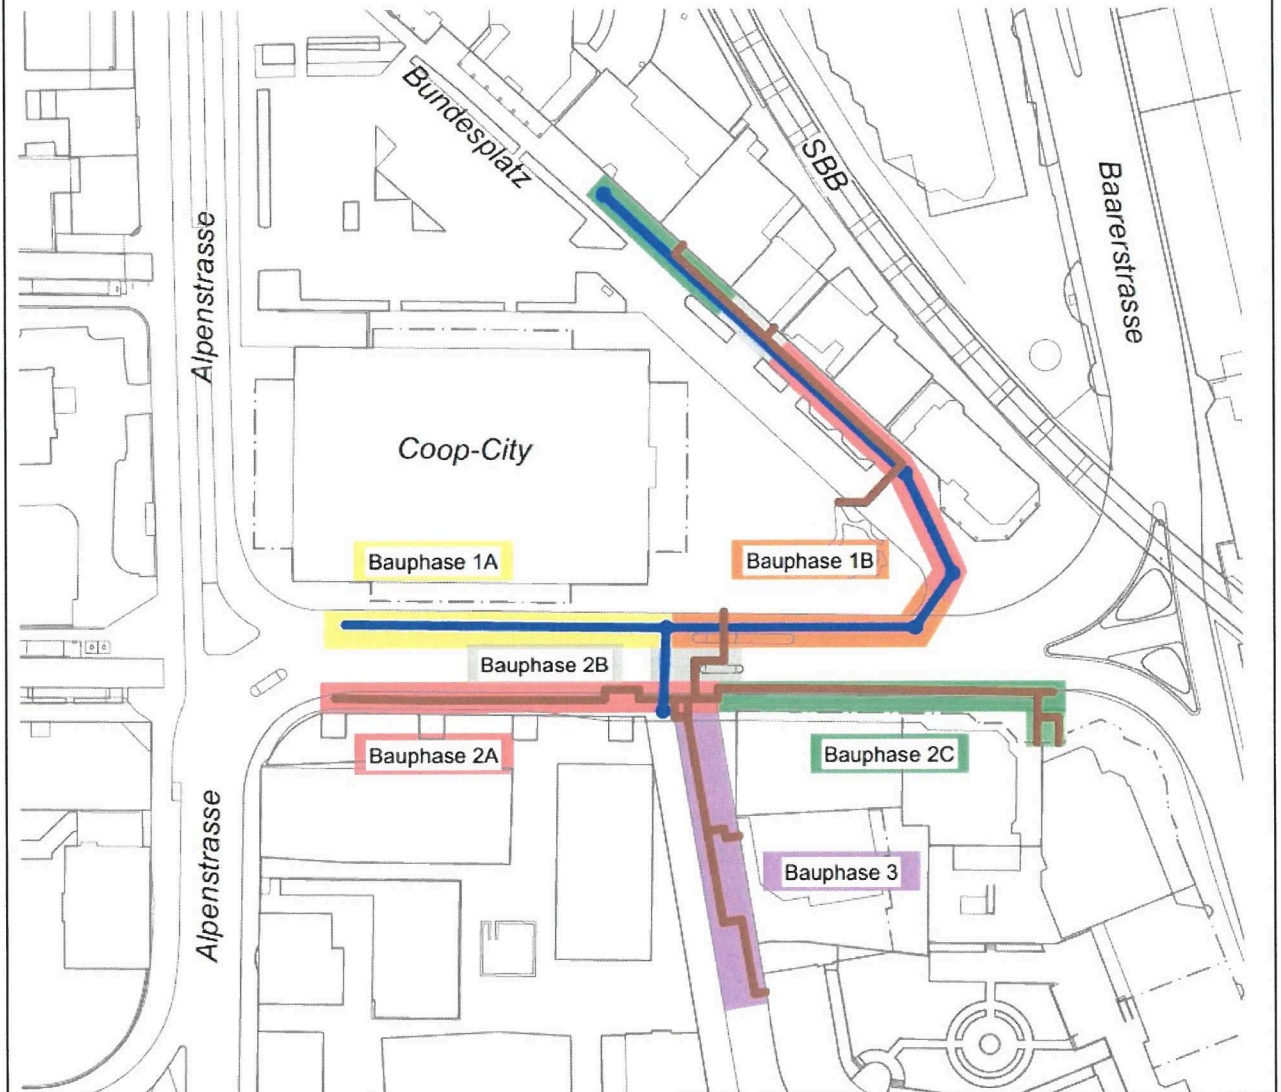 Bundesplatz
SBB
Baarerstrasse
Alpenstrasse
Coop-City
Bauphase 1A
Bauphase 1B
Bauphase 2B
Bauphase 2A
Bauphase 2C
Alpenstrasse
Bauphase 3